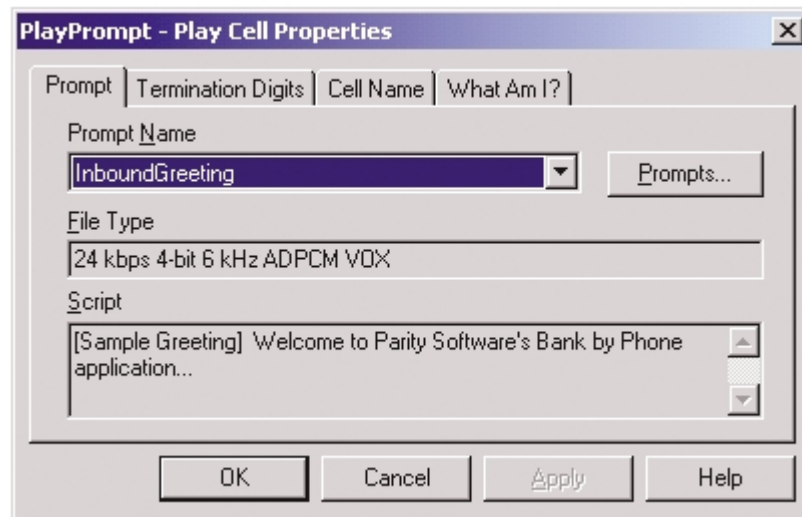 PlayPrompt - Play Cell Properties
Prompt Termination Digits Cell Name What Am I?
Prompt Name
InboundGreeting Prompts...
File Type
24 kbps 4-bit 6 kHz ADPCM VOX
Script
[Sample Greeting]  Welcome to Parity Software's Bank by Phone
application...
OK Cancel Apply Help